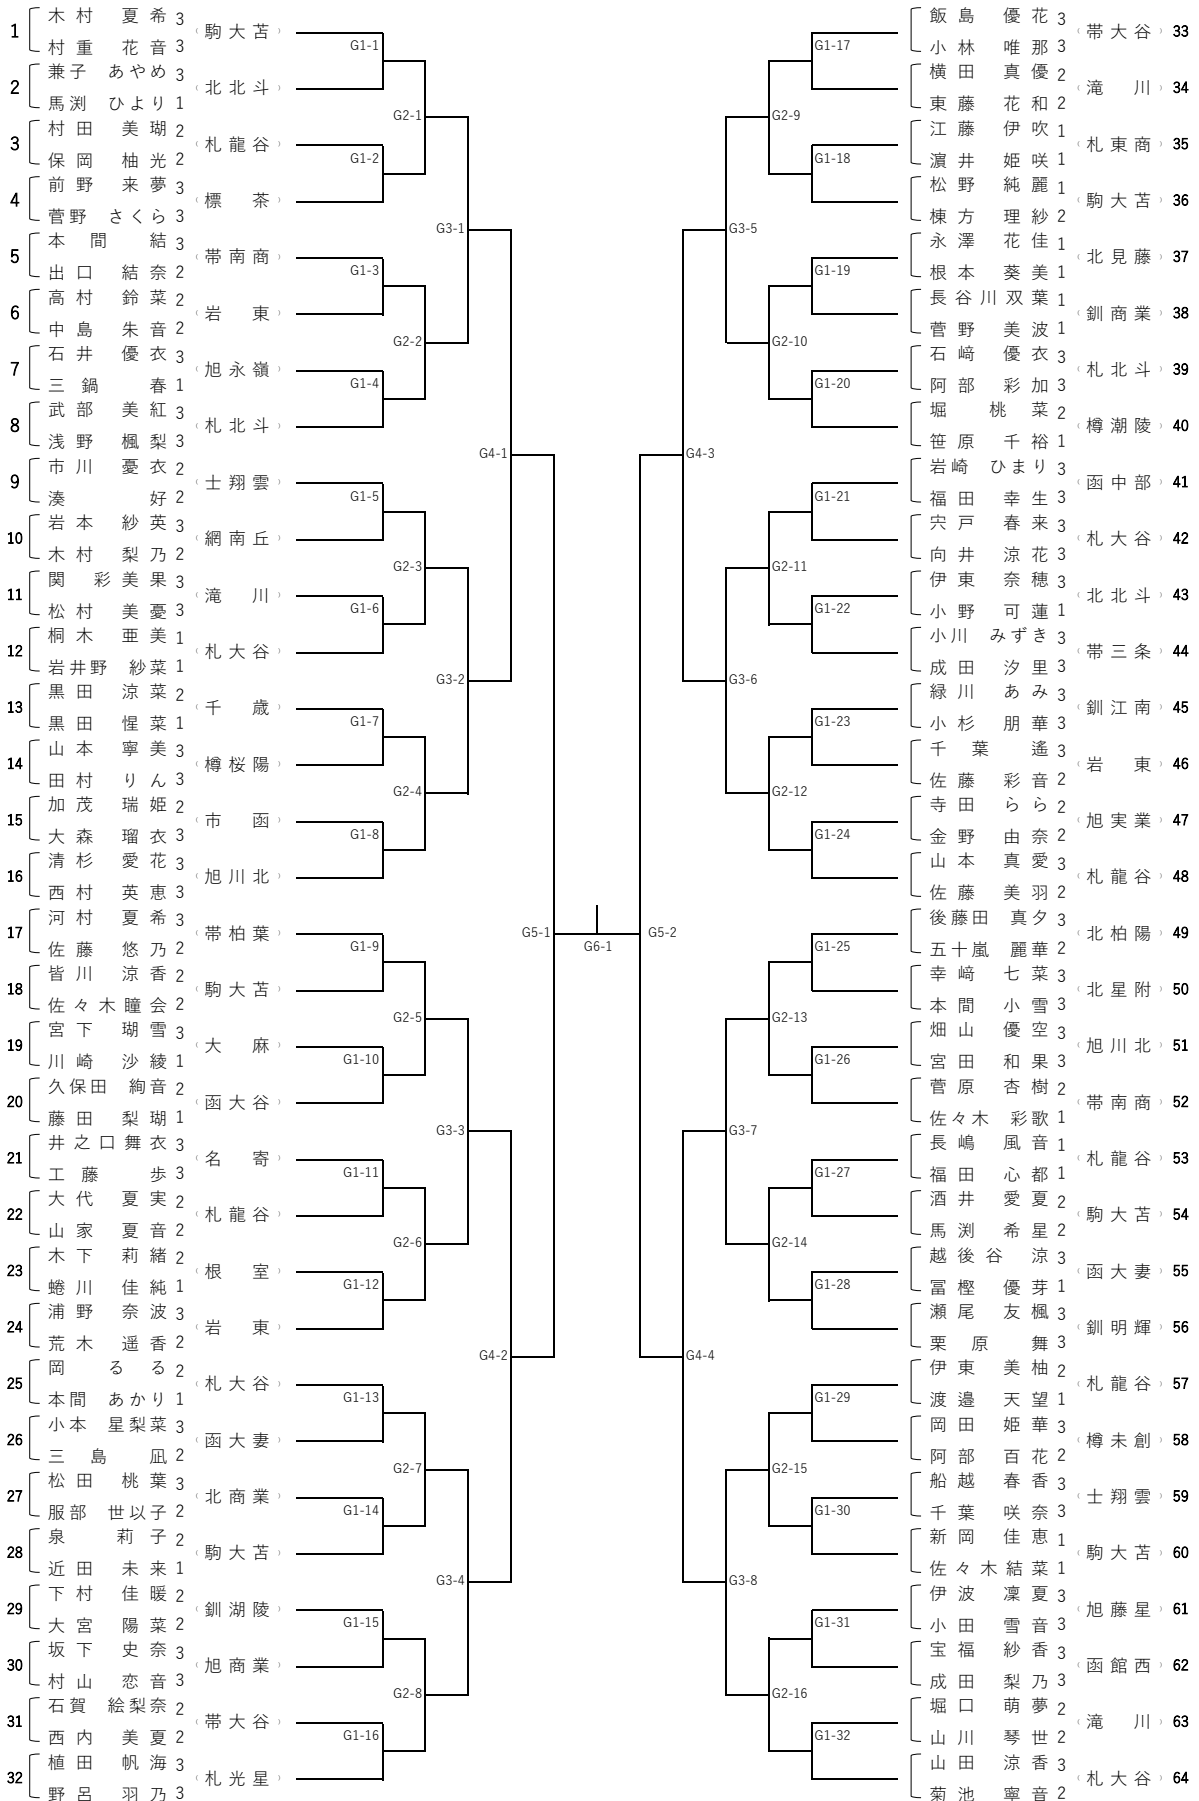 1 木村 夏希 3 (駒大苫)
村重 花音 3
G1-1
2 兼子 あやめ 3 (北北斗)
馬渕 ひより 1
G2-1
3 村田 美瑚 2 (札龍谷)
保岡 柚光 2
G1-2
4 前野 来夢 3 (標茶)
菅野 さくら 3
G3-1
5 本間 結 3 (帯南商)
出口 結奈 2
G1-3
6 高村 鈴菜 2 (岩東)
中島 朱音 2
G2-2
7 石井 優衣 3 (旭永嶺)
三鍋 春 1
G1-4
8 武部 美紅 3 (札北斗)
浅野 楓梨 3
G4-1
9 市川 憂衣 2 (士翔雲)
湊 好 2
G1-5
10 岩本 紗英 3 (網南丘)
木村 梨乃 2
G2-3
11 関 彩美果 3 (滝川)
松村 美憂 3
G1-6
12 桐木 亜美 1 (札大谷)
岩井野 紗菜 1
G3-2
13 黒田 涼菜 2 (千歳)
黒田 惺菜 1
G1-7
14 山本 寧美 3 (樽桜陽)
田村 りん 3
G2-4
15 加茂 瑞姫 2 (市函)
大森 瑠衣 3
G1-8
16 清杉 愛花 3 (旭川北)
西村 英恵 3
G5-1
17 河村 夏希 3 (帯柏葉)
佐藤 悠乃 2
G1-9
18 皆川 涼香 2 (駒大苫)
佐々木瞳会 2
G2-5
19 宮下 瑚雪 3 (大麻)
川崎 沙綾 1
G1-10
20 久保田 絢音 2 (函大谷)
藤田 梨瑚 1
G3-3
21 井之口舞衣 3 (名寄)
工藤 歩 3
G1-11
22 大代 夏実 2 (札龍谷)
山家 夏音 2
G2-6
23 木下 莉緒 2 (根室)
蜷川 佳純 1
G1-12
24 浦野 奈波 3 (岩東)
荒木 遥香 2
G4-2
25 岡 るる 2 (札大谷)
本間 あかり 1
G1-13
26 小本 星梨菜 3 (函大妻)
三島 凪 2
G2-7
27 松田 桃葉 3 (北商業)
服部 世以子 2
G1-14
28 泉 莉子 2 (駒大苫)
近田 未来 1
G3-4
29 下村 佳暖 2 (釧湖陵)
大宮 陽菜 2
G1-15
30 坂下 史奈 3 (旭商業)
村山 恋音 3
G2-8
31 石賀 絵梨奈 2 (帯大谷)
西内 美夏 2
G1-16
32 植田 帆海 3 (札光星)
野呂 羽乃 3
G6-1
飯島 優花 3 (帯大谷) 33
小林 唯那 3
G1-17
横田 真優 2 (滝川) 34
東藤 花和 2
G2-9
江藤 伊吹 1 (札東商) 35
濵井 姫咲 1
G1-18
松野 純麗 1 (駒大苫) 36
棟方 理紗 2
G3-5
永澤 花佳 1 (北見藤) 37
根本 葵美 1
G1-19
長谷川双葉 1 (釧商業) 38
菅野 美波 1
G2-10
石﨑 優衣 3 (札北斗) 39
阿部 彩加 3
G1-20
堀 桃菜 2 (樽潮陵) 40
笹原 千裕 1
G4-3
岩崎 ひまり 3 (函中部) 41
福田 幸生 3
G1-21
宍戸 春来 3 (札大谷) 42
向井 涼花 3
G2-11
伊東 奈穂 3 (北北斗) 43
小野 可蓮 1
G1-22
小川 みずき 3 (帯三条) 44
成田 汐里 3
G3-6
緑川 あみ 3 (釧江南) 45
小杉 朋華 3
G1-23
千葉 遙 3 (岩東) 46
佐藤 彩音 2
G2-12
寺田 らら 2 (旭実業) 47
金野 由奈 2
G1-24
山本 真愛 3 (札龍谷) 48
佐藤 美羽 2
G5-2
後藤田 真夕 3 (北柏陽) 49
五十嵐 麗華 2
G1-25
幸﨑 七菜 3 (北星附) 50
本間 小雪 3
G2-13
畑山 優空 3 (旭川北) 51
宮田 和果 3
G1-26
菅原 杏樹 2 (帯南商) 52
佐々木 彩歌 1
G3-7
長嶋 風音 1 (札龍谷) 53
福田 心都 1
G1-27
酒井 愛夏 2 (駒大苫) 54
馬渕 希星 2
G2-14
越後谷 涼 3 (函大妻) 55
冨樫 優芽 1
G1-28
瀬尾 友楓 3 (釧明輝) 56
栗原 舞 3
G4-4
伊東 美柚 2 (札龍谷) 57
渡邉 天望 1
G1-29
岡田 姫華 3 (樽未創) 58
阿部 百花 2
G2-15
船越 春香 3 (士翔雲) 59
千葉 咲奈 3
G1-30
新岡 佳恵 1 (駒大苫) 60
佐々木結菜 1
G3-8
伊波 凜夏 3 (旭藤星) 61
小田 雪音 3
G1-31
宝福 紗香 3 (函館西) 62
成田 梨乃 3
G2-16
堀口 萌夢 2 (滝川) 63
山川 琴世 2
G1-32
山田 涼香 3 (札大谷) 64
菊池 寧音 2